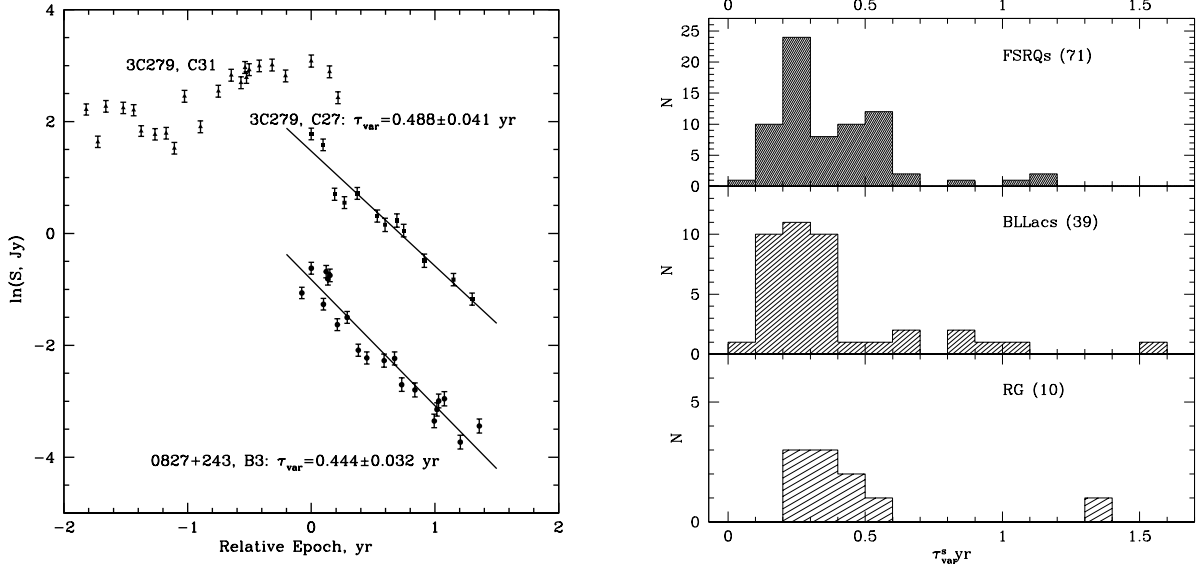 3C279, C31
3C279, C27: τvar=0.488±0.041 yr
0827+243, B3: τvar=0.444±0.032 yr
4
2
0
−2
−4
ln(S, Jy)
−2
−1
0
1
2
Relative Epoch, yr
0
0.5
1
1.5
FSRQs (71)
25
20
15
10
5
0
N
BLLacs (39)
10
5
0
N
RG (10)
5
0
N
0
0.5
1
1.5
τsvar yr